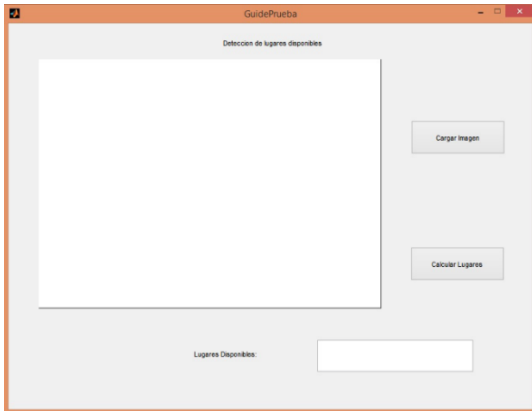 GuidePrueba
Deteccion de lugares disponibles
Cargar Imagen
Calcular Lugares
Lugares Disponibles: